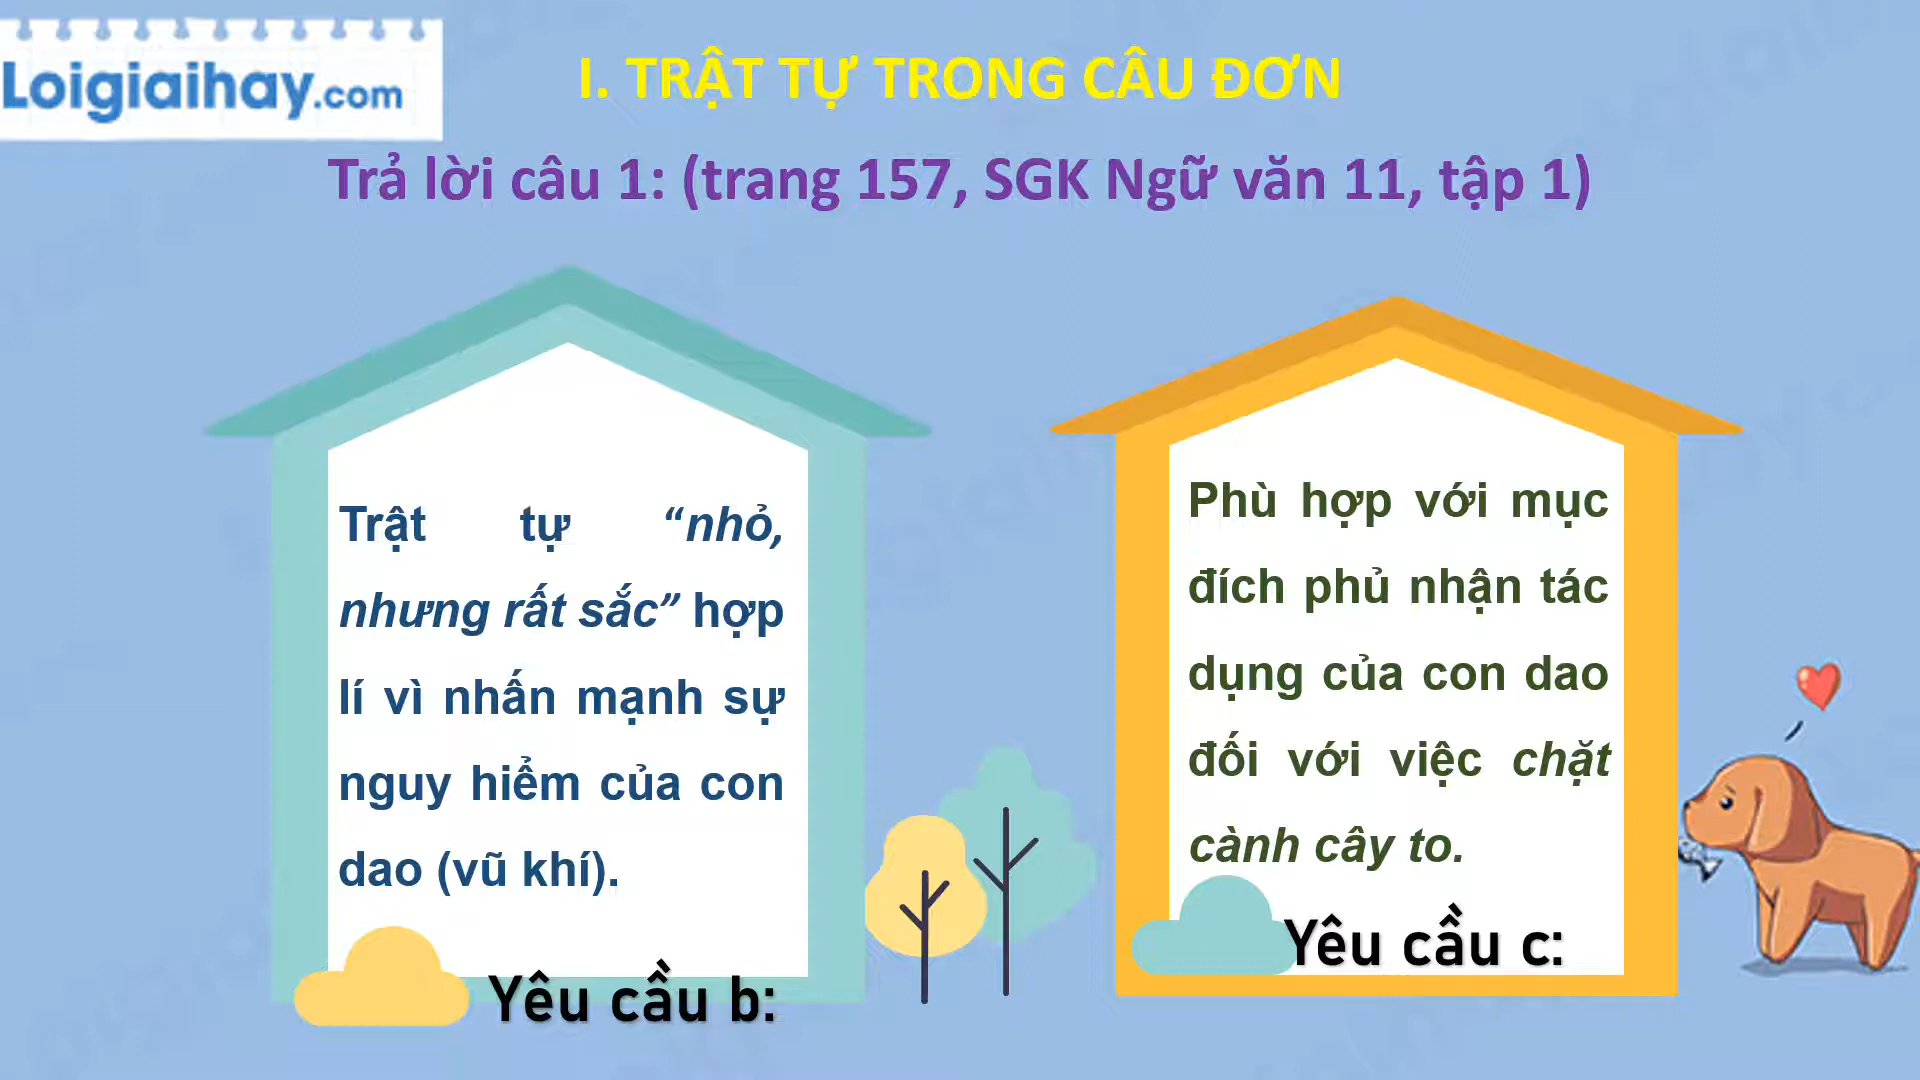 Loigiaihay.com
I. TRẬT TỰ TRONG CÂU ĐƠN
Trả lời câu 1: (trang 157, SGK Ngữ văn 11, tập 1)
Trật tự “nhỏ,
nhưng rất sắc” hợp
lí vì nhấn mạnh sự
nguy hiểm của con
dao (vũ khí).
Yêu cầu b:
Phù hợp với mục
đích phủ nhận tác
dụng của con dao
đối với việc chặt
cành cây to.
Yêu cầu c: